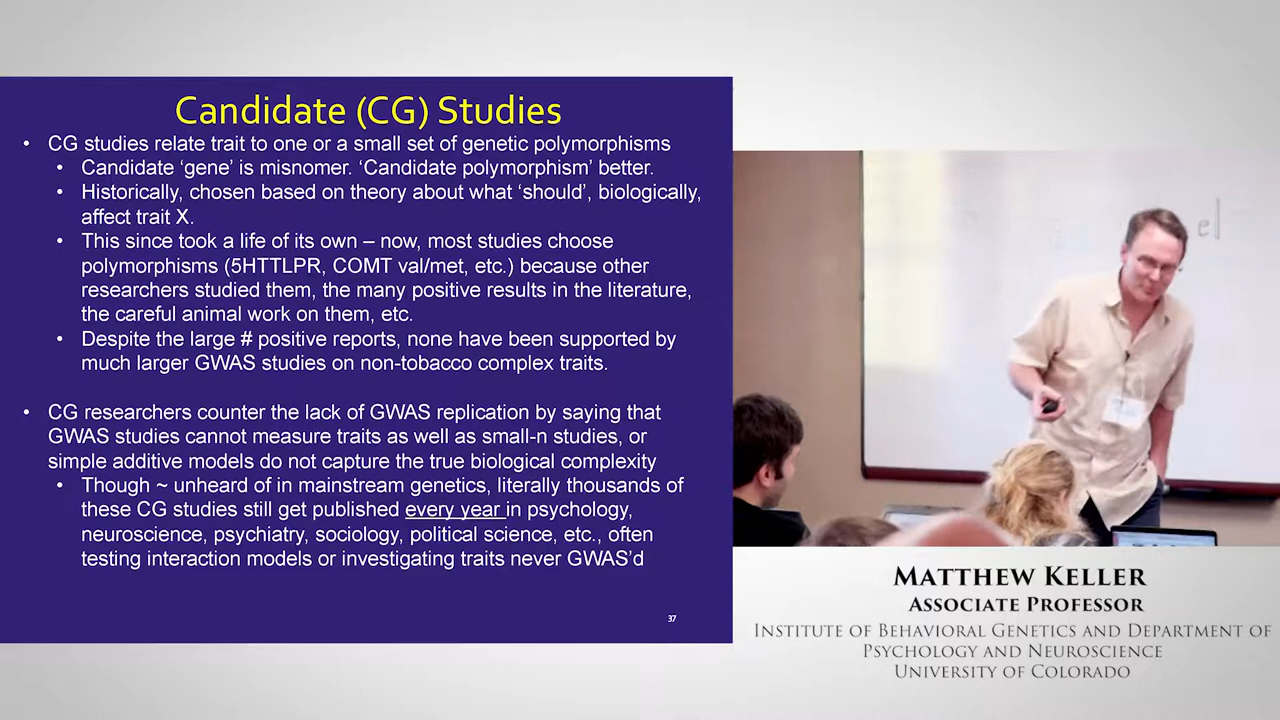 Candidate (CG) Studies
• CG studies relate trait to one or a small set of genetic polymorphisms
• Candidate ‘gene’ is misnomer. ‘Candidate polymorphism’ better.
• Historically, chosen based on theory about what ‘should’, biologically,
affect trait X.
• This since took a life of its own – now, most studies choose
polymorphisms (5HTTLPR, COMT val/met, etc.) because other
researchers studied them, the many positive results in the literature,
the careful animal work on them, etc.
• Despite the large # positive reports, none have been supported by
much larger GWAS studies on non-tobacco complex traits.
• CG researchers counter the lack of GWAS replication by saying that
GWAS studies cannot measure traits as well as small-n studies, or
simple additive models do not capture the true biological complexity
• Though ~ unheard of in mainstream genetics, literally thousands of
these CG studies still get published every year in psychology,
neuroscience, psychiatry, sociology, political science, etc., often
testing interaction models or investigating traits never GWAS’d
37
el
MATTHEW KELLER
ASSOCIATE PROFESSOR
INSTITUTE OF BEHAVIORAL GENETICS AND DEPARTMENT OF
PSYCHOLOGY AND NEUROSCIENCE
UNIVERSITY OF COLORADO